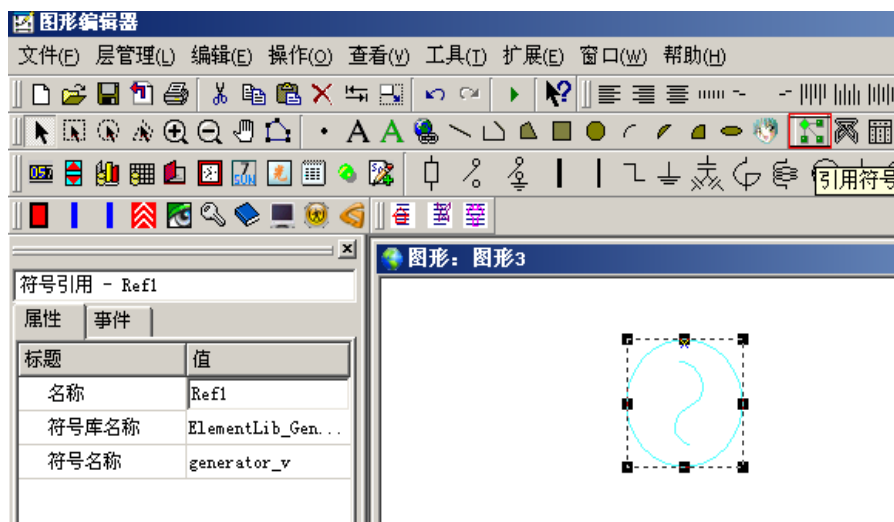 图形编辑器
文件(F) 层管理(L) 编辑(E) 操作(O) 查看(V) 工具(T) 扩展(E) 窗口(W) 帮助(H)
A A
引用符号
图形：图形3
符号引用 - Ref1
属性 事件
标题 值
名称 Ref1
符号库名称 ElementLib_Gen...
符号名称 generator_v